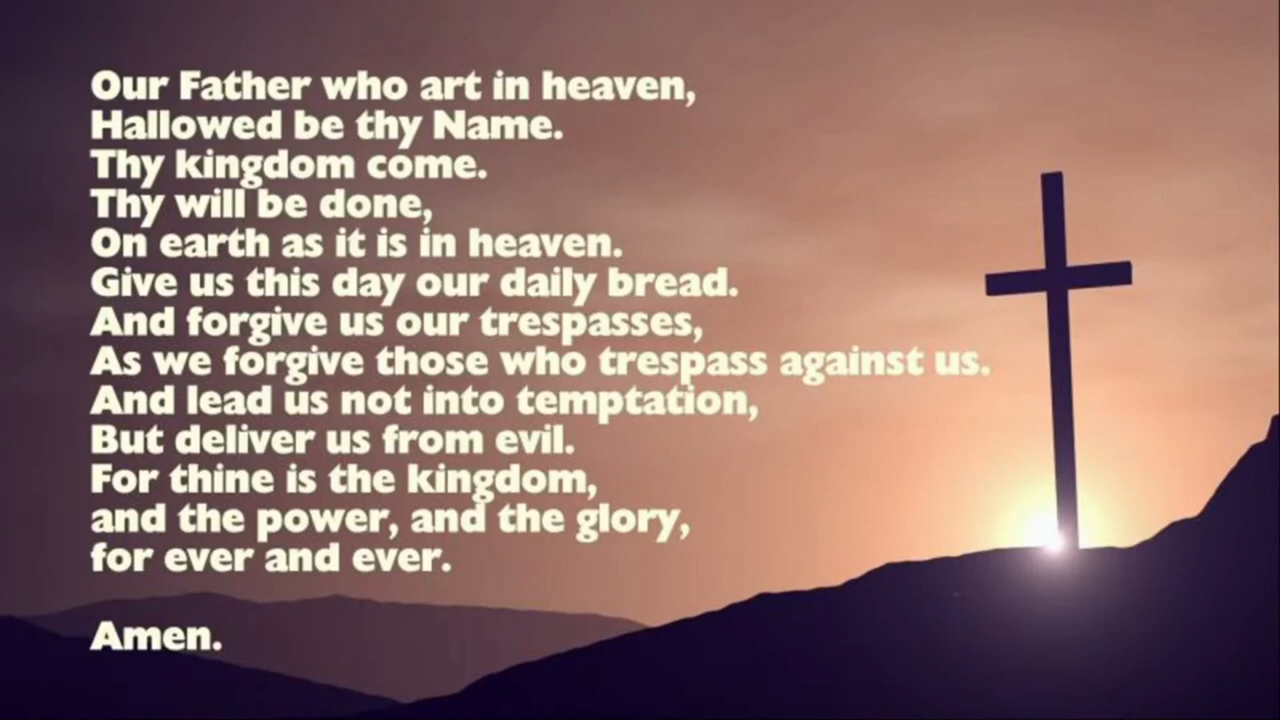 Our Father who art in heaven,
Hallowed be thy Name.
Thy kingdom come.
Thy will be done,
On earth as it is in heaven.
Give us this day our daily bread.
And forgive us our trespasses,
As we forgive those who trespass against us.
And lead us not into temptation,
But deliver us from evil.
For thine is the kingdom,
and the power, and the glory,
for ever and ever.
Amen.